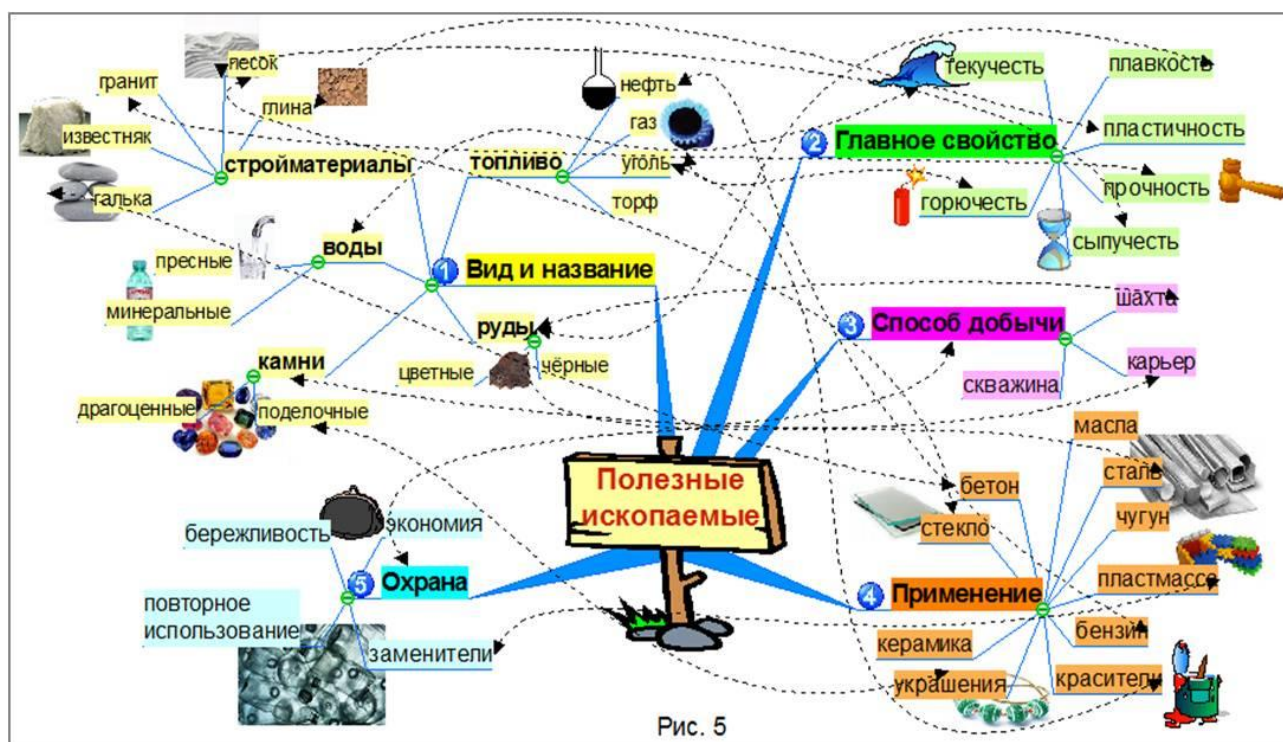 Полезные
ископаемые
1
Вид и название
стройматериалы
песок
гранит
глина
известняк
галька
топливо
нефть
газ
уголь
торф
воды
пресные
минеральные
руды
цветные
чёрные
камни
драгоценные
поделочные
2
Главное свойство
текучесть
плавкость
пластичность
прочность
горючесть
сыпучесть
3
Способ добычи
шахта
карьер
скважина
4
Применение
масла
сталь
чугун
бетон
стекло
пластмасса
бензин
керамика
украшения
красители
5
Охрана
бережливость
экономия
повторное
использование
заменители
Рис. 5